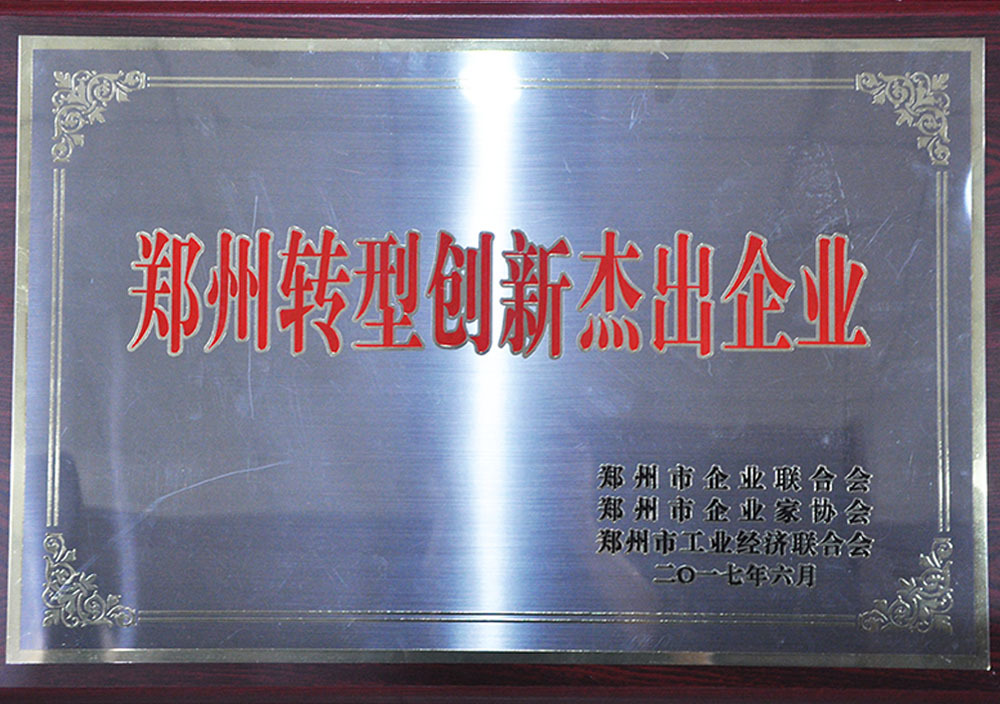 郑州转型创新杰出企业
郑州市企业联合会
郑州市企业家协会
郑州市工业经济联合会
二〇一七年六月